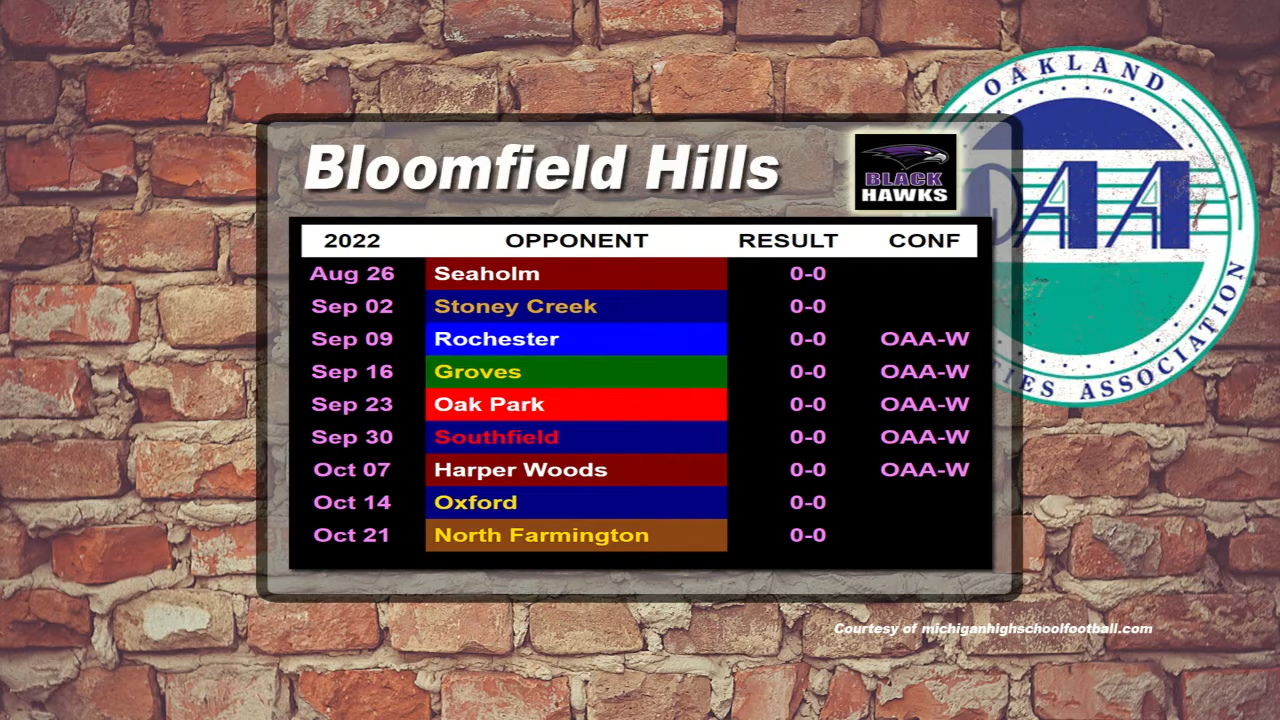 OAKLAND
Bloomfield Hills
BLACK
HAWKS
OAA
2022 OPPONENT RESULT CONF
Aug 26 Seaholm 0-0
Sep 02 Stoney Creek 0-0
Sep 09 Rochester 0-0 OAA-W
Sep 16 Groves 0-0 OAA-W
Sep 23 Oak Park 0-0 OAA-W
Sep 30 Southfield 0-0 OAA-W
Oct 07 Harper Woods 0-0 OAA-W
Oct 14 Oxford 0-0
Oct 21 North Farmington 0-0
ASSOCIATION
Courtesy of michiganhighschoolfootball.com